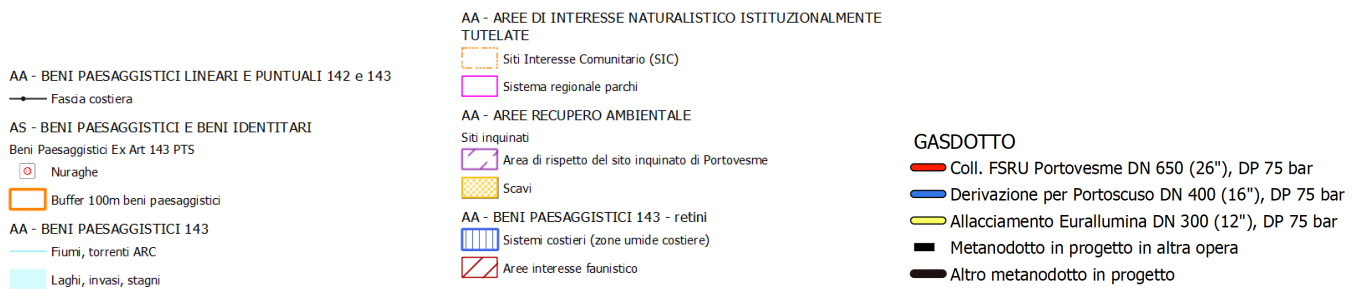 AA - BENI PAESAGGISTICI LINEARI E PUNTUALI 142 e 143
Fascia costiera
AS - BENI PAESAGGISTICI E BENI IDENTITARI
Beni Paesaggistici Ex Art 143 PTS
Nuraghe
Buffer 100m beni paesaggistici
AA - BENI PAESAGGISTICI 143
Fiumi, torrenti ARC
Laghi, invasi, stagni
AA - AREE DI INTERESSE NATURALISTICO ISTITUZIONALMENTE
TUTELATE
Siti Interesse Comunitario (SIC)
Sistema regionale parchi
AA - AREE RECUPERO AMBIENTALE
Siti inquinati
Area di rispetto del sito inquinato di Portovesme
Scavi
AA - BENI PAESAGGISTICI 143 - retini
Sistemi costieri (zone umide costiere)
Aree interesse faunistico
GASDOTTO
Coll. FSRU Portovesme DN 650 (26"), DP 75 bar
Derivazione per Portoscuso DN 400 (16"), DP 75 bar
Allacciamento Eurallumina DN 300 (12"), DP 75 bar
Metanodotto in progetto in altra opera
Altro metanodotto in progetto